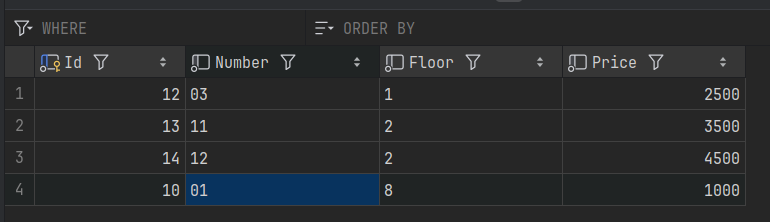 WHERE ORDER BY
Id Number Floor Price
1 12 03 1 2500
2 13 11 2 3500
3 14 12 2 4500
4 10 01 8 1000